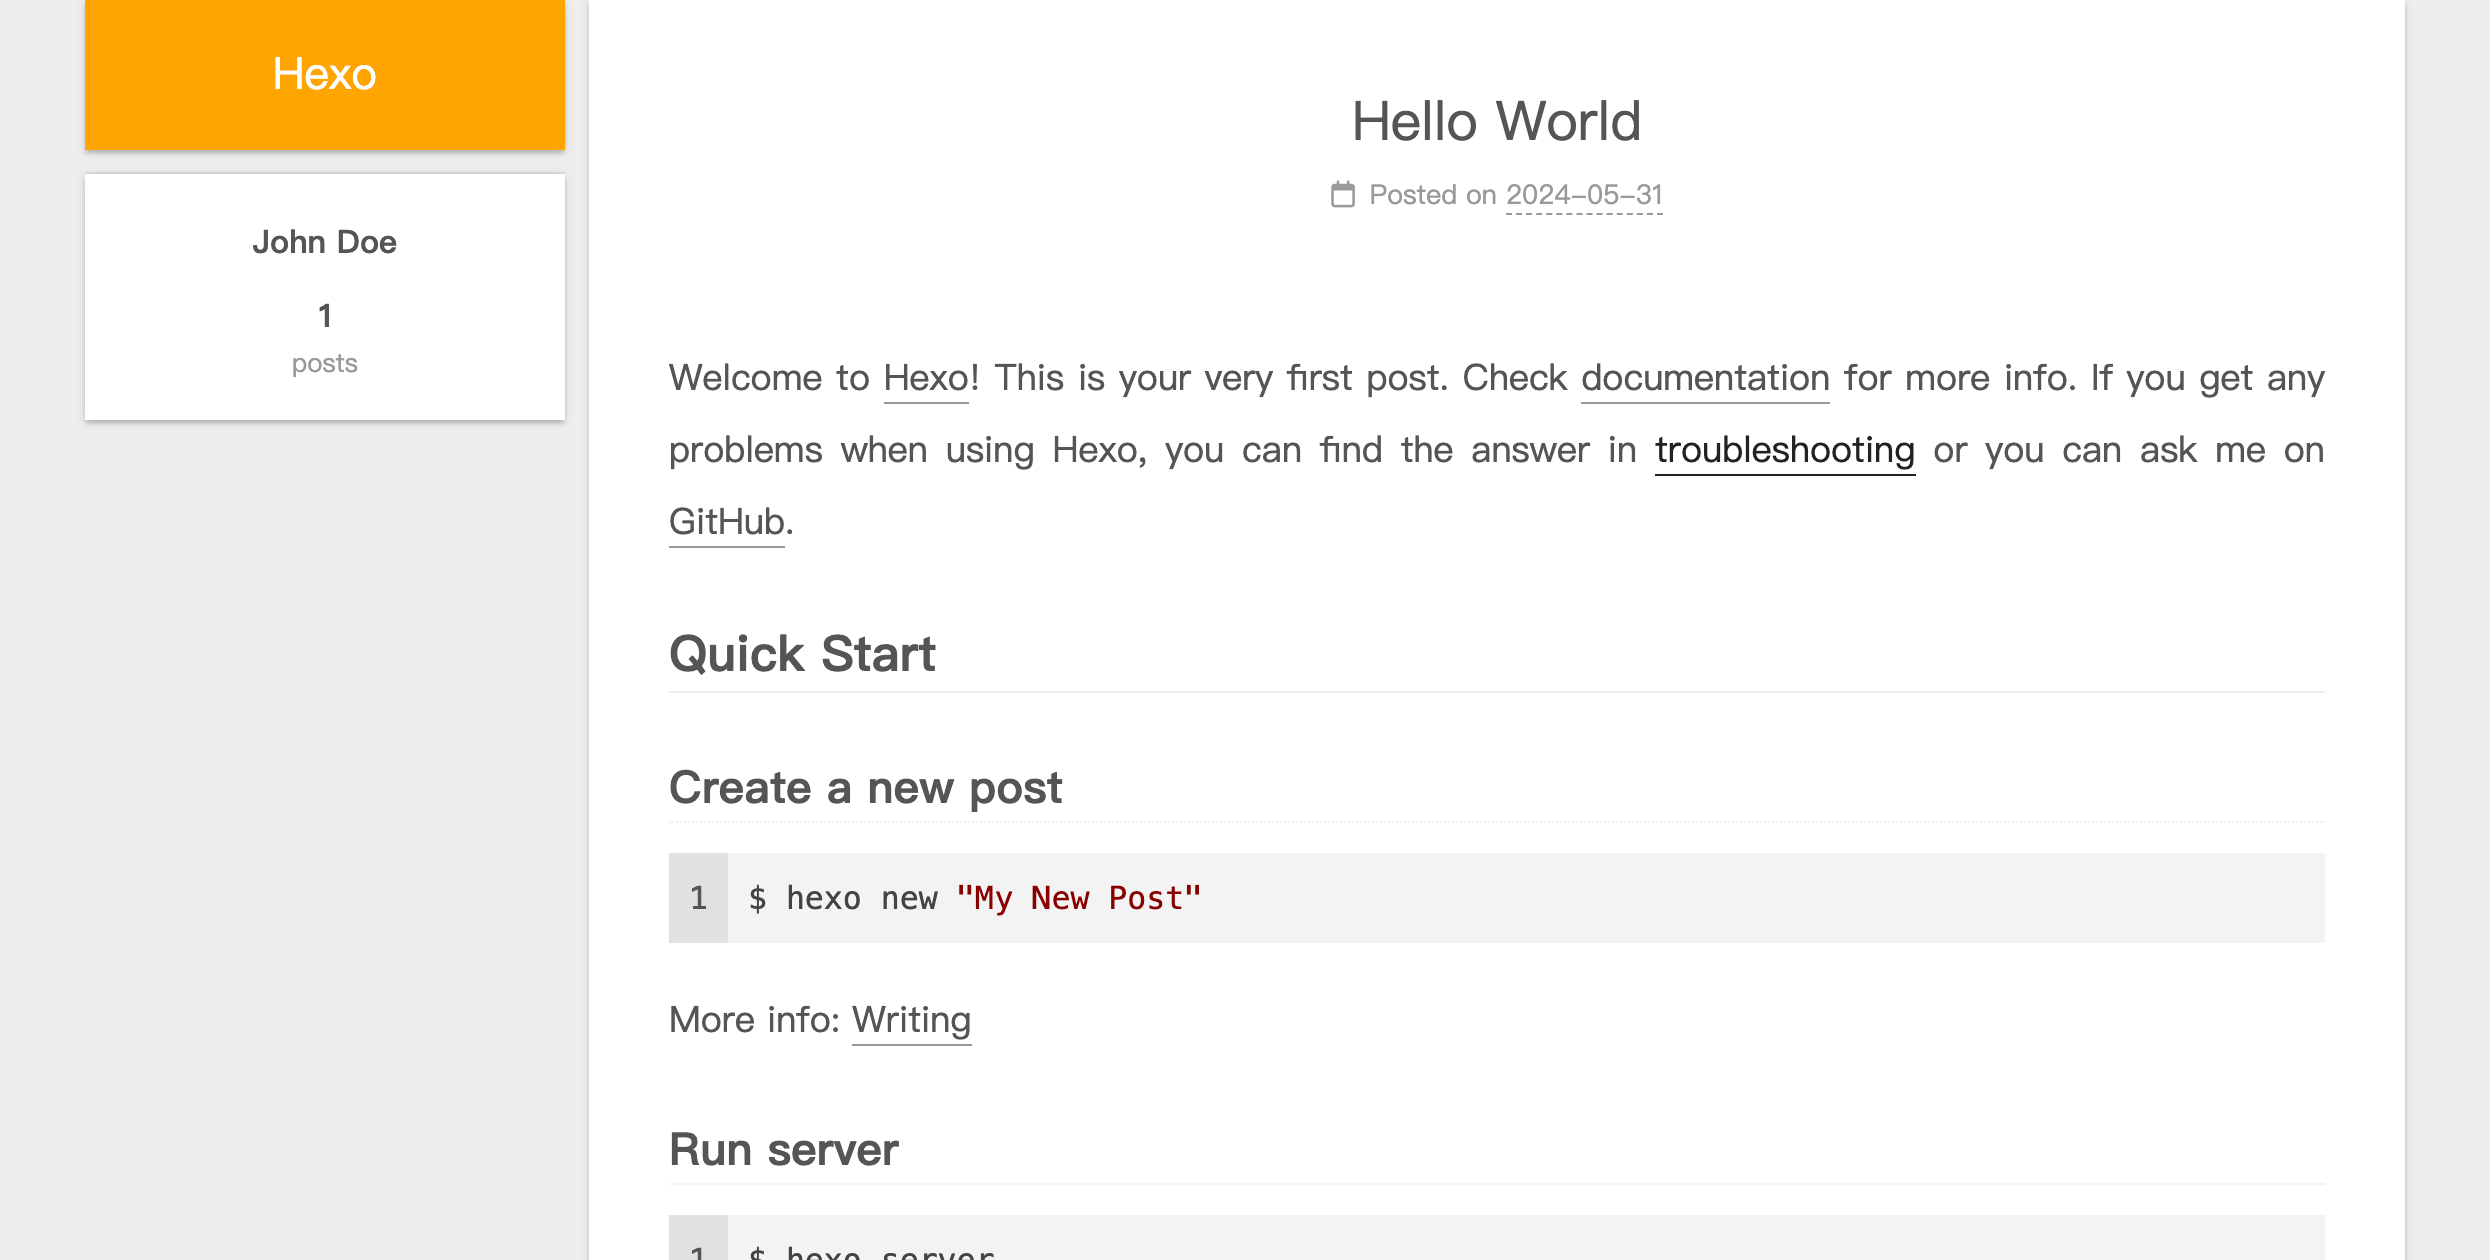 Hexo
John Doe
1
posts
Hello World
Posted on 2024-05-31
Welcome to Hexo! This is your very first post. Check documentation for more info. If you get any
problems when using Hexo, you can find the answer in troubleshooting or you can ask me on
GitHub.
Quick Start
Create a new post
1 $ hexo new "My New Post"
More info: Writing
Run server
1 $ hexo server